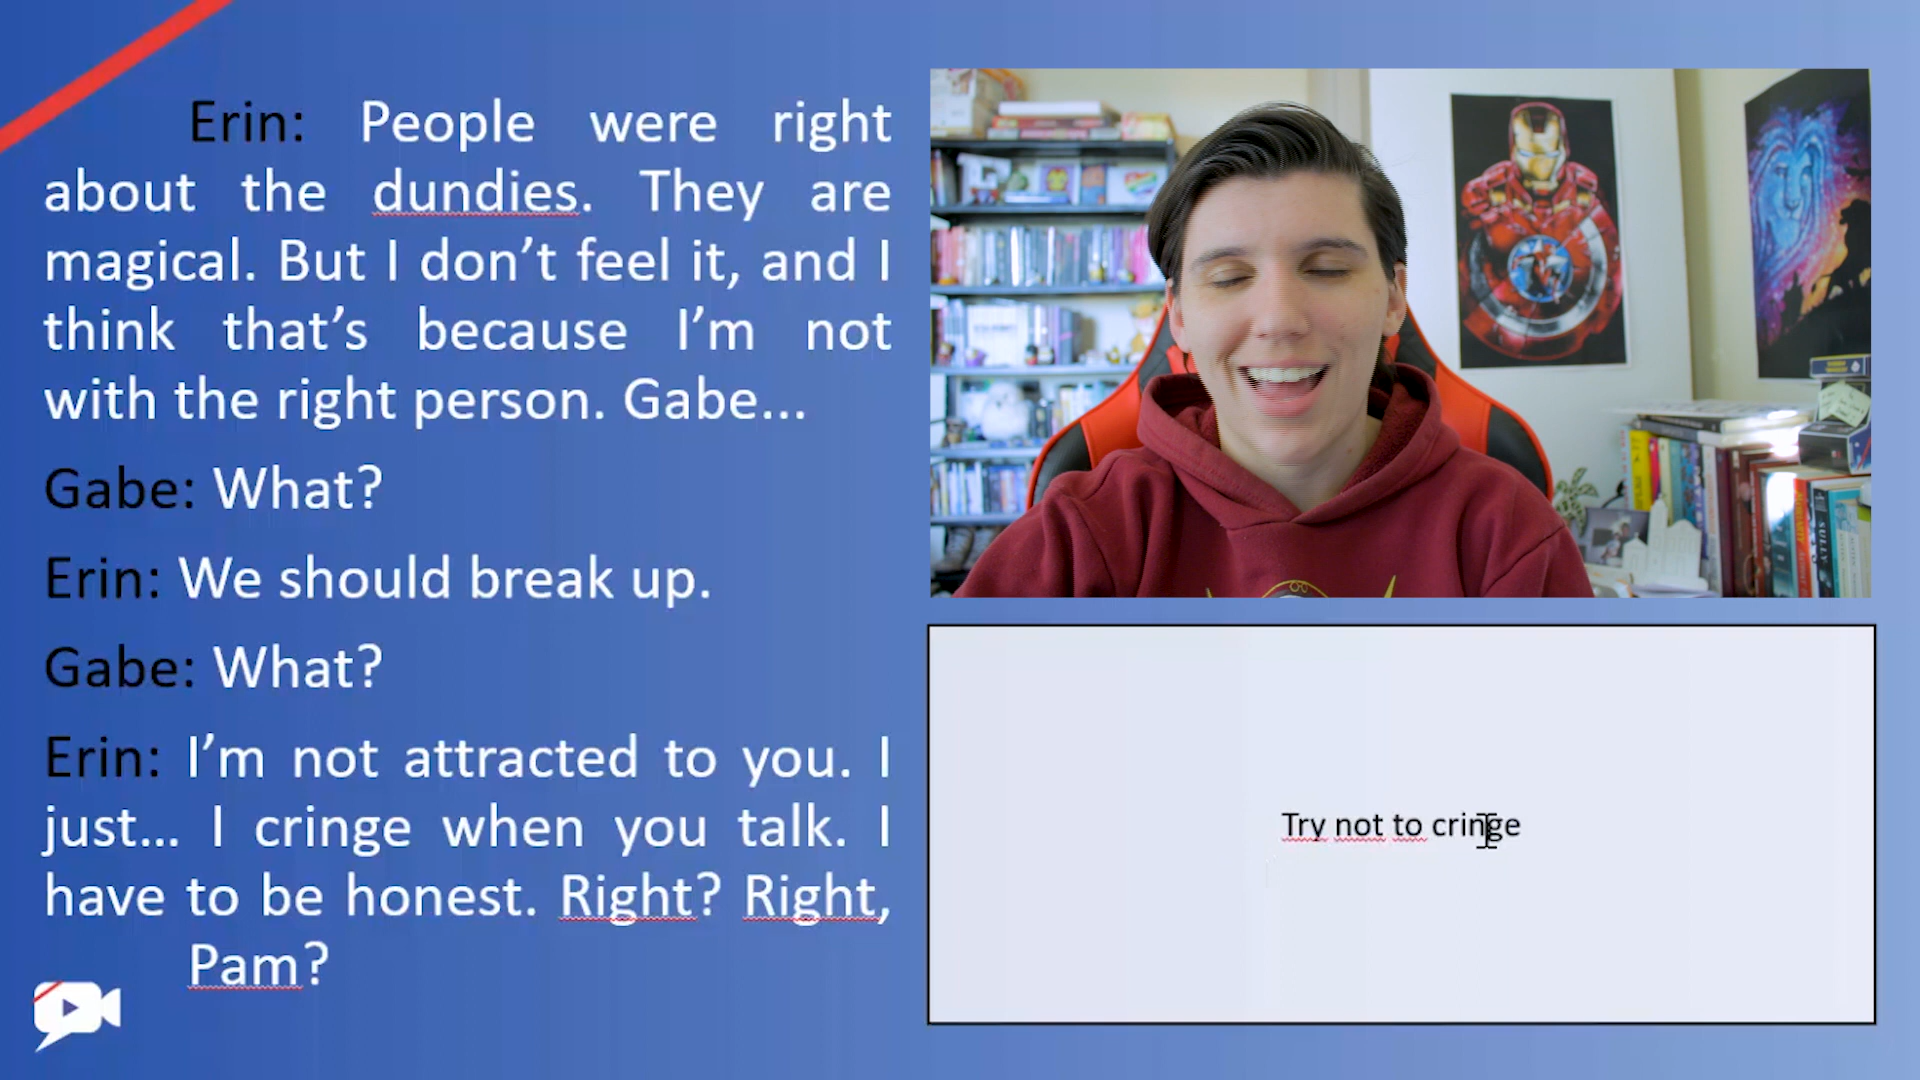 Erin: People were right
about the dundies. They are
magical. But I don’t feel it, and I
think that’s because I’m not
with the right person. Gabe...
Gabe: What?
Erin: We should break up.
Gabe: What?
Erin: I’m not attracted to you. I
just... I cringe when you talk. I
have to be honest. Right? Right,
Pam?
Try not to cringe
SULLY